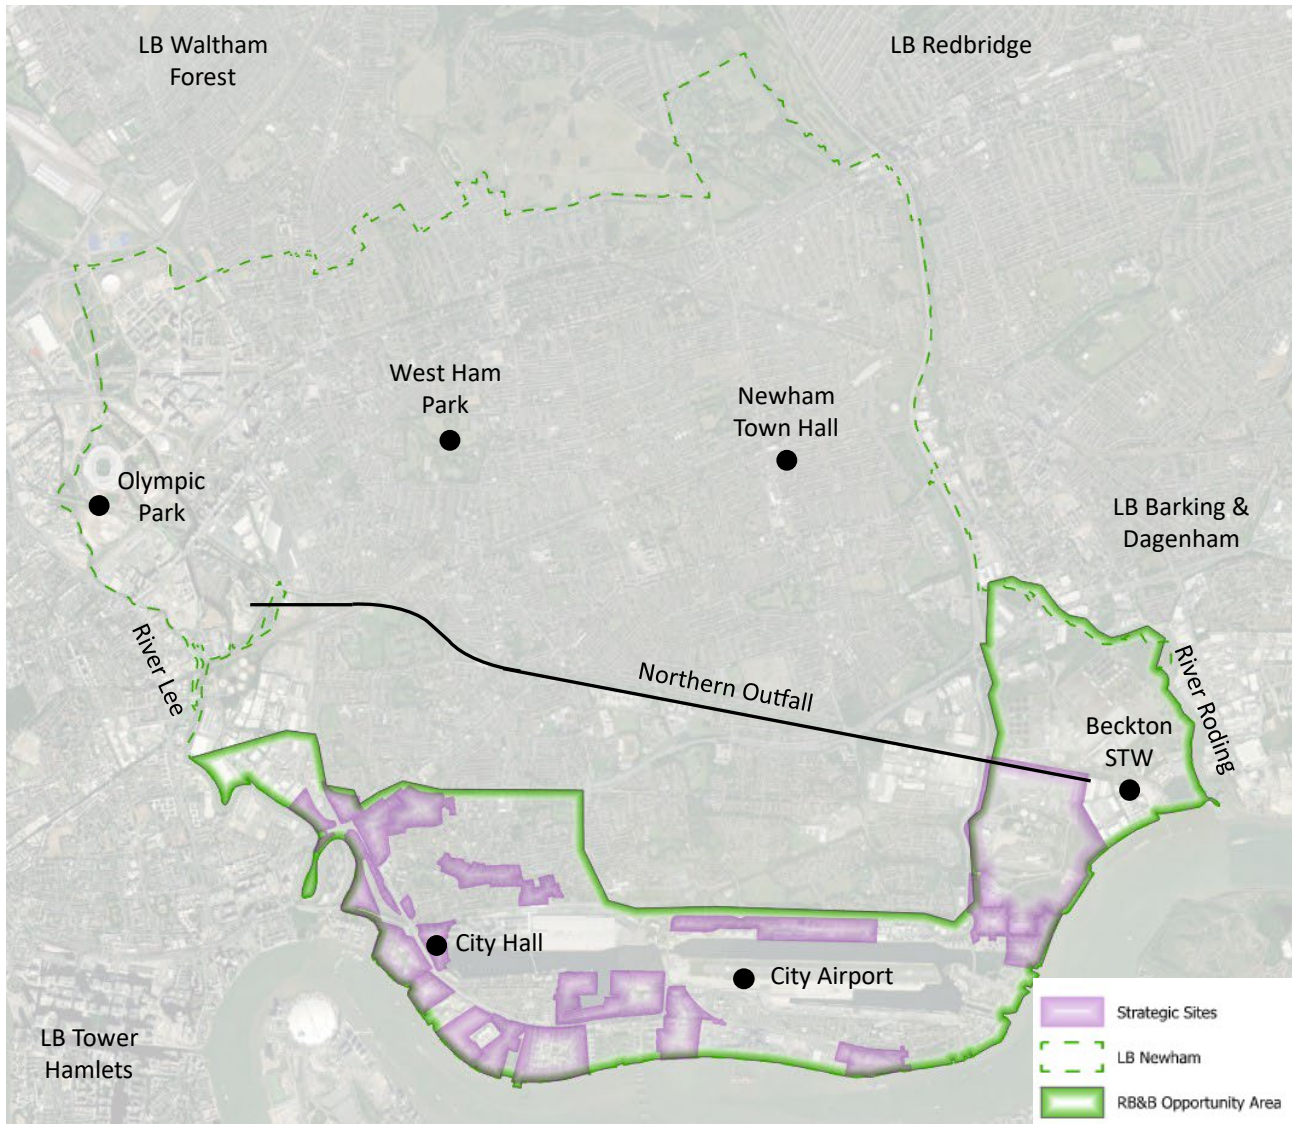 LB Waltham
Forest
LB Redbridge
West Ham
Park
Newham
Town Hall
Olympic
Park
LB Barking &
Dagenham
River Lee
Northern Outfall
River Roding
Beckton
STW
City Hall
City Airport
LB Tower
Hamlets
Strategic Sites
LB Newham
RB&B Opportunity Area